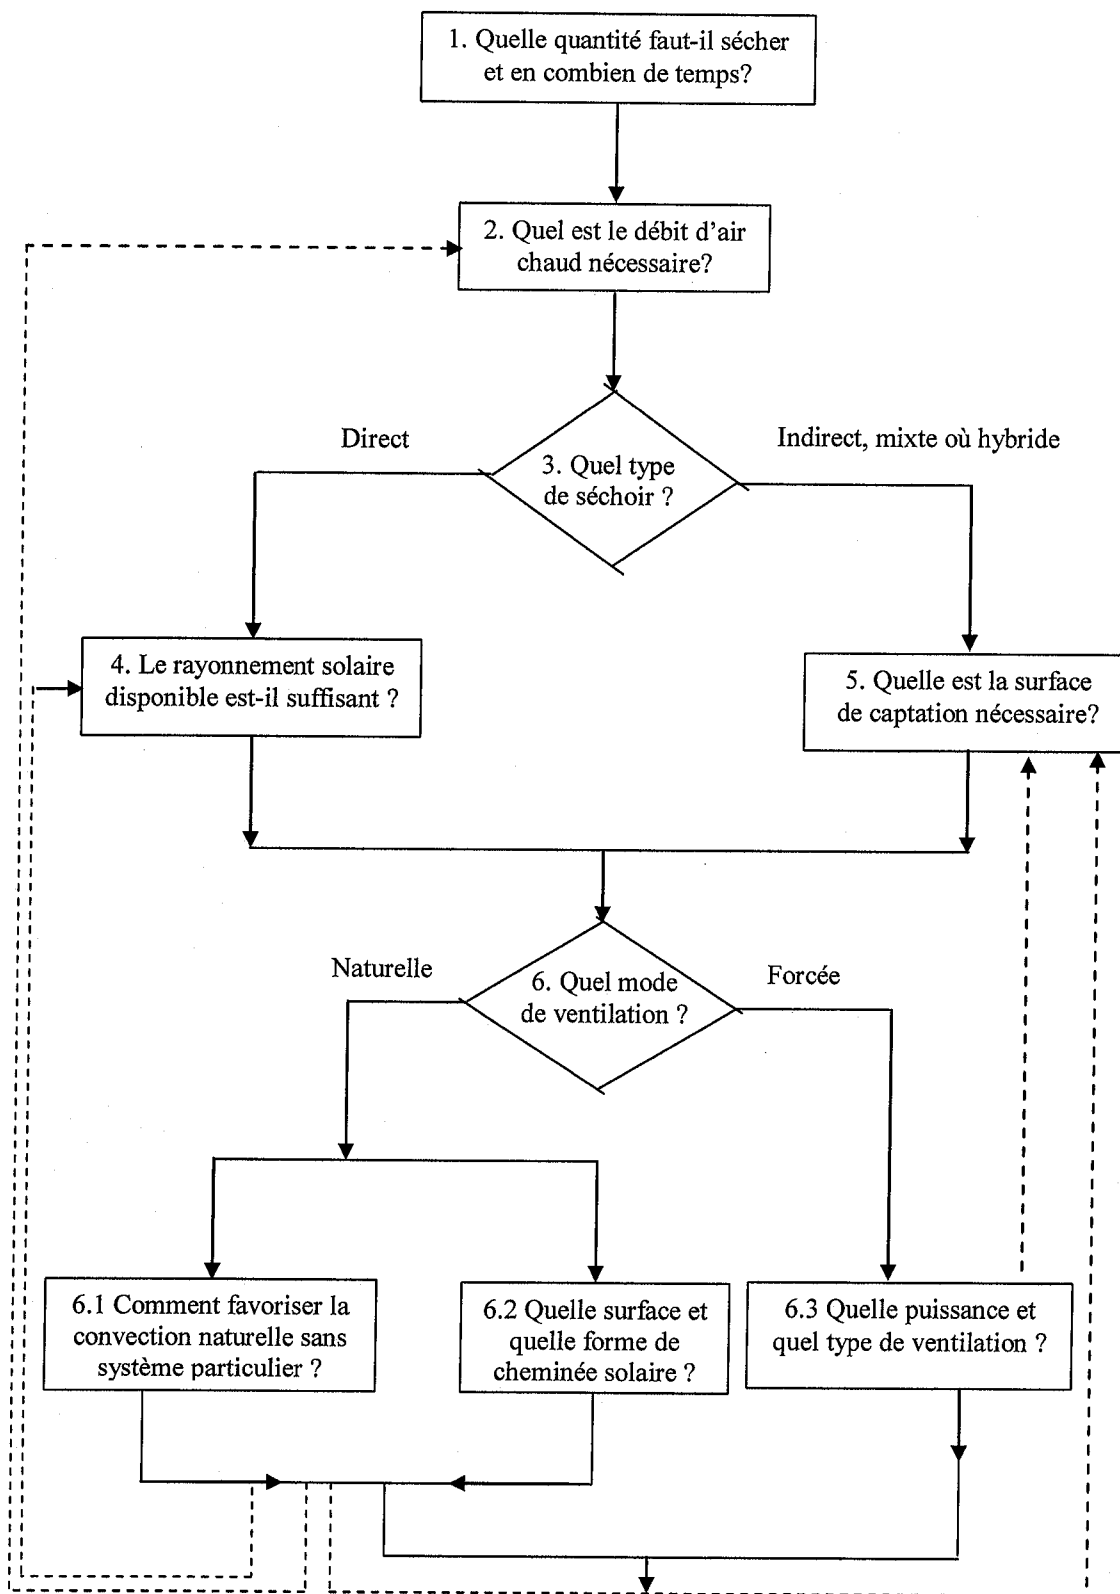 1. Quelle quantité faut-il sécher
et en combien de temps?
2. Quel est le débit d'air
chaud nécessaire?
Direct
Indirect, mixte où hybride
3. Quel type
de séchoir ?
4. Le rayonnement solaire
disponible est-il suffisant ?
5. Quelle est la surface
de captation nécessaire?
Naturelle
6. Quel mode
de ventilation ?
Forcée
6.1 Comment favoriser la
convection naturelle sans
système particulier ?
6.2 Quelle surface et
quelle forme de
cheminée solaire ?
6.3 Quelle puissance et
quel type de ventilation ?